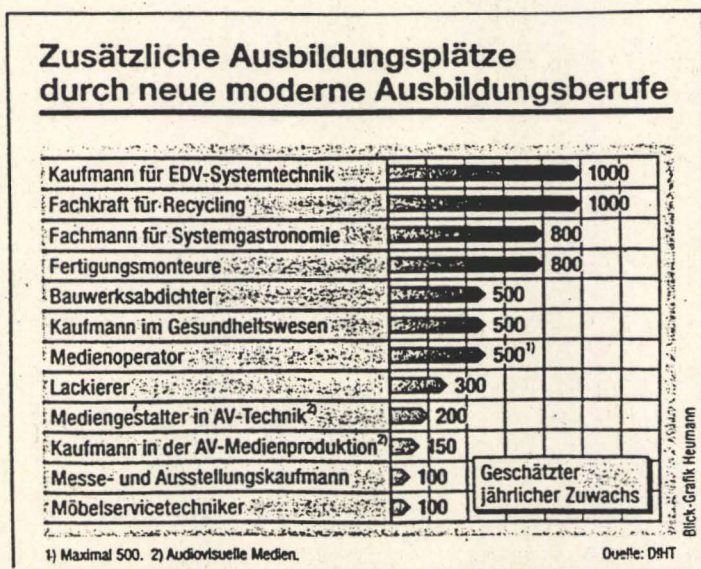 Zusätzliche Ausbildungsplätze
durch neue moderne Ausbildungsberufe
Kaufmann für EDV-Systemtechnik 1000
Fachkraft für Recycling 1000
Fachmann für Systemgastronomie 800
Fertigungsmonteure 800
Bauwerksabdichter 500
Kaufmann im Gesundheitswesen 500
Medienoperator 500¹⁾
Lackierer 300
Mediengestalter in AV-Technik²⁾ 200
Kaufmann in der AV-Medienproduktion²⁾ 150
Messe- und Ausstellungskaufmann 100
Möbelservicetechniker 100
Geschätzter
jährlicher Zuwachs
Blick-Grafik Heumann
1) Maximal 500. 2) Audiovisuelle Medien.
Quelle: DIHT